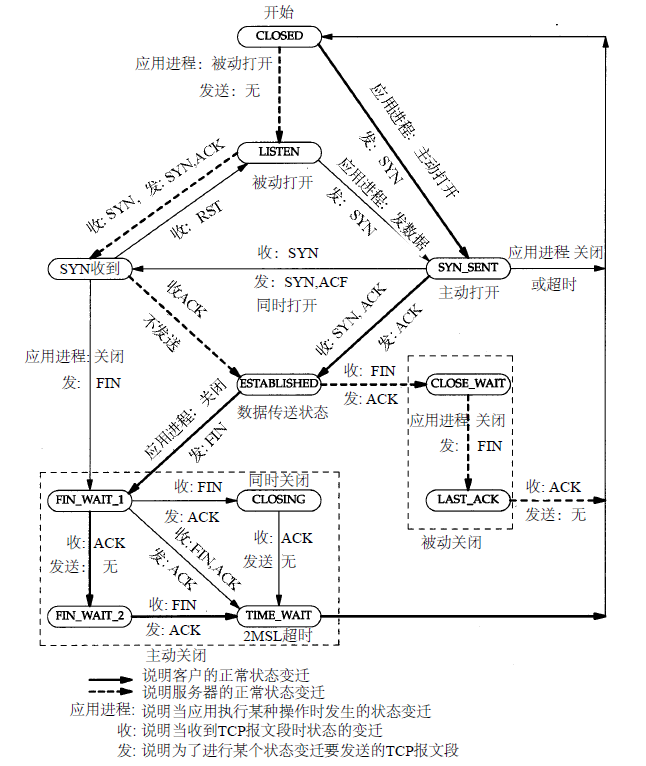 开始
CLOSED
应用进程: 被动打开
发送: 无
应用进程: 主动打开
发: SYN
LISTEN
被动打开
收: SYN, 发: SYN,ACK
收: RST
应用进程: 发数据
发: SYN
SYN收到
收: SYN
发: SYN,ACF
同时打开
SYN_SENT
主动打开
应用进程 关闭
或超时
收ACK
不发送
收: SYN, ACK
发: ACK
应用进程: 关闭
发: FIN
ESTABLISHED
数据传送状态
收: FIN
发: ACK
CLOSE_WAIT
应用进程 关闭
发: FIN
LAST_ACK
收: ACK
发送: 无
被动关闭
应用进程: 关闭
发: FIN
FIN_WAIT_1
收: FIN
发: ACK
同时关闭
CLOSING
收: ACK
发送: 无
收: FIN,ACK
发: ACK
收: ACK
发送 无
FIN_WAIT_2
收: FIN
发: ACK
TIME_WAIT
2MSL超时
主动关闭
说明客户的正常状态变迁
说明服务器的正常状态变迁
应用进程: 说明当应用执行某种操作时发生的状态变迁
收: 说明当收到TCP报文段时状态的变迁
发: 说明为了进行某个状态变迁要发送的TCP报文段